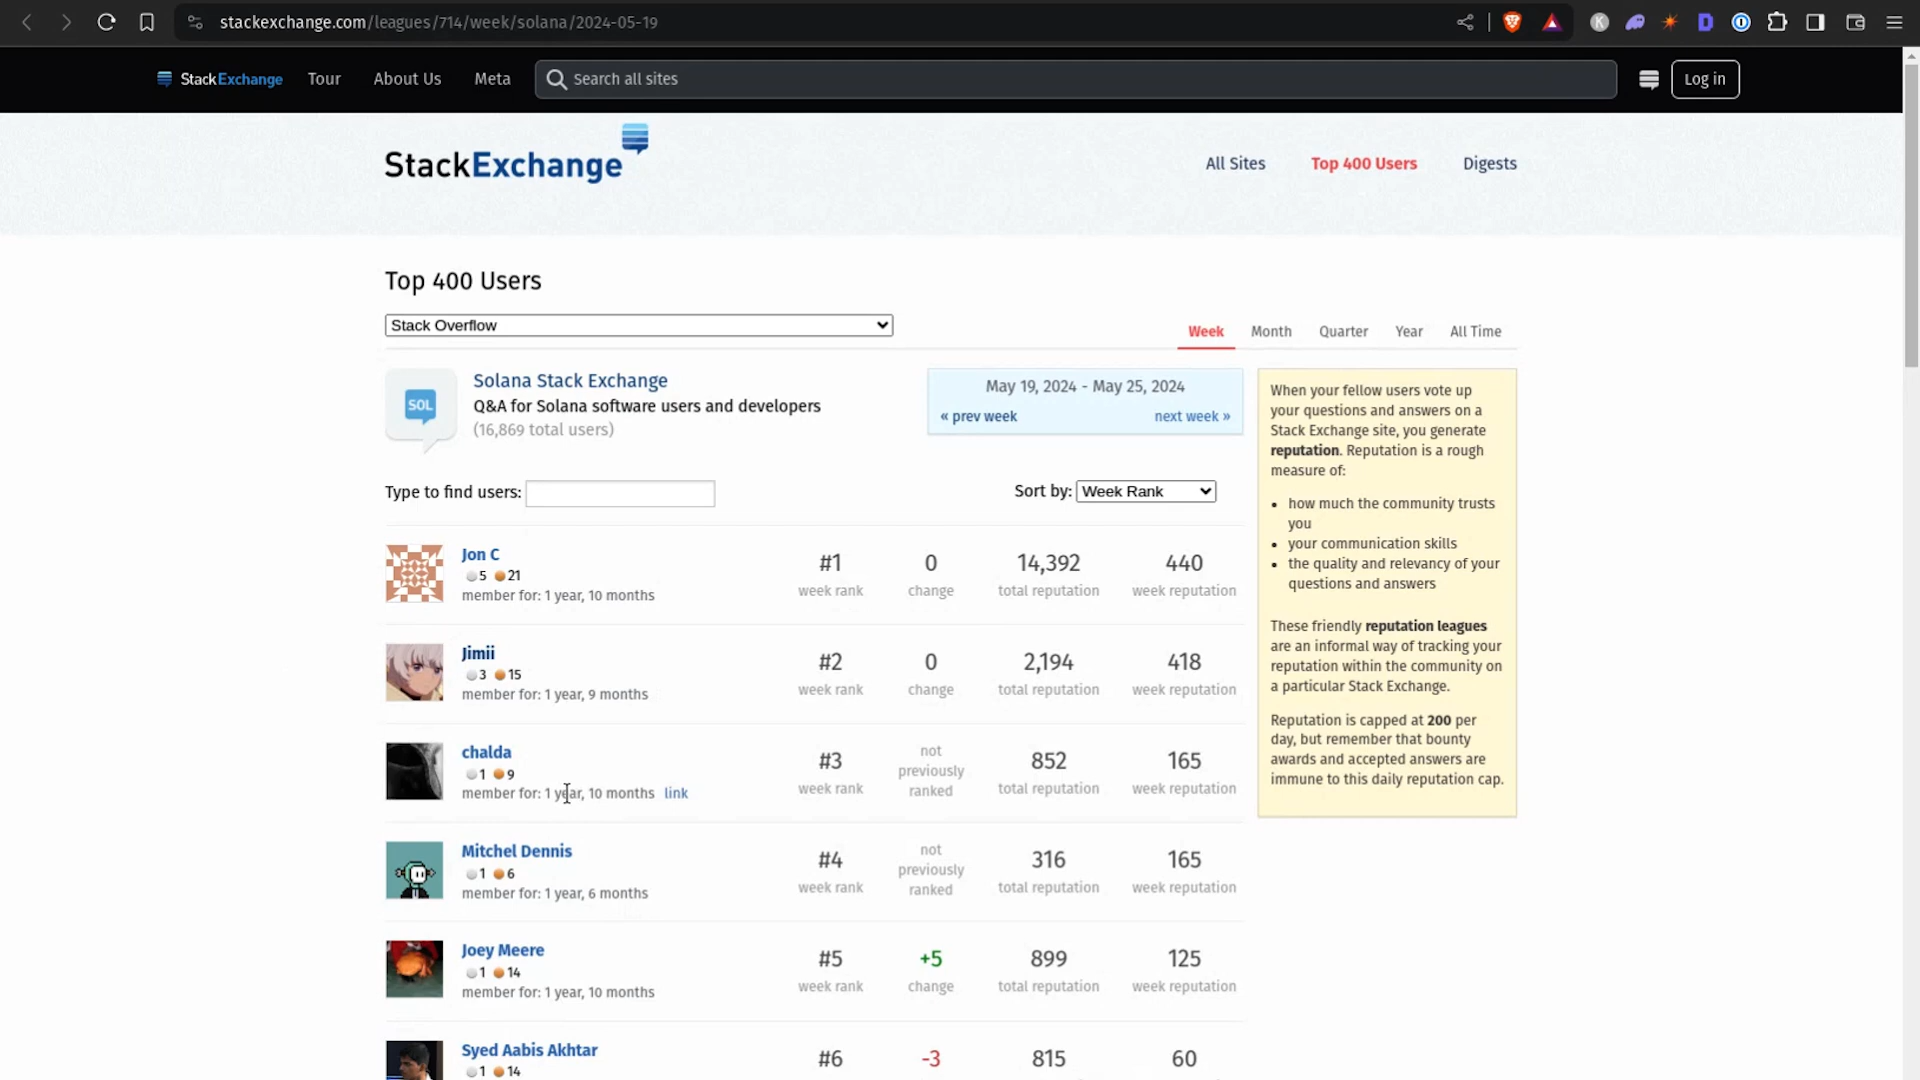 stackexchange.com/leagues/714/week/solana/2024-05-19
StackExchange Tour About Us Meta Search all sites Log in
StackExchange
All Sites Top 400 Users Digests
Top 400 Users
Stack Overflow
Week Month Quarter Year All Time
SOL
Solana Stack Exchange
Q&A for Solana software users and developers
(16,869 total users)
May 19, 2024 - May 25, 2024
« prev week next week »
Type to find users:
Sort by: Week Rank
Jon C
5 21
member for: 1 year, 10 months
#1 0 14,392 440
week rank change total reputation week reputation
Jimii
3 15
member for: 1 year, 9 months
#2 0 2,194 418
week rank change total reputation week reputation
chalda
1 9
member for: 1 year, 10 months link
#3 not previously ranked 852 165
week rank total reputation week reputation
Mitchel Dennis
1 6
member for: 1 year, 6 months
#4 not previously ranked 316 165
week rank total reputation week reputation
Joey Meere
1 14
member for: 1 year, 10 months
#5 +5 899 125
week rank change total reputation week reputation
Syed Aabis Akhtar
1 14
#6 -3 815 60
When your fellow users vote up
your questions and answers on a
Stack Exchange site, you generate
reputation. Reputation is a rough
measure of:
• how much the community trusts
you
• your communication skills
• the quality and relevancy of your
questions and answers
These friendly reputation leagues
are an informal way of tracking your
reputation within the community on
a particular Stack Exchange.
Reputation is capped at 200 per
day, but remember that bounty
awards and accepted answers are
immune to this daily reputation cap.